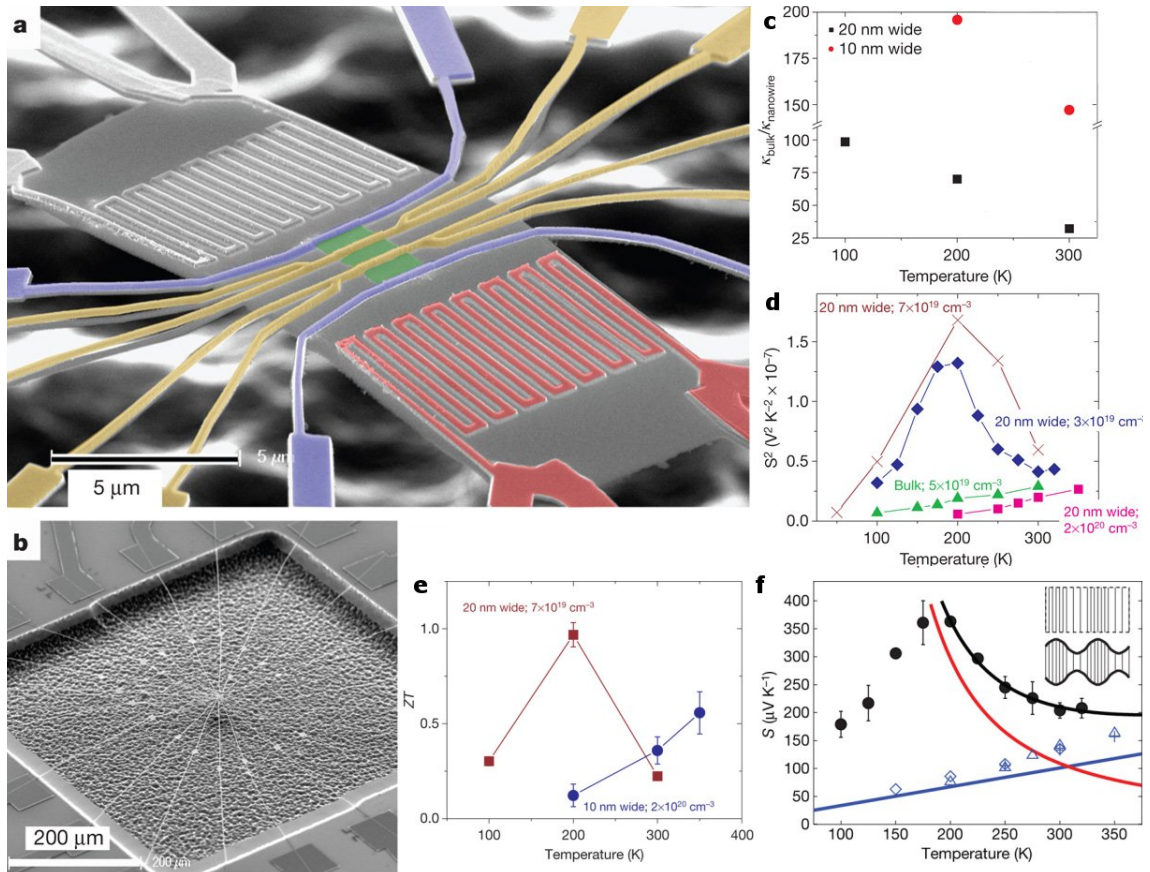 a
5 μm
5 μm
b
200 μm
200 μm
c
20 nm wide
10 nm wide
200
175
150
100
75
50
25
κbulk/κnanowire
100 200 300
Temperature (K)
d
20 nm wide; 7×10¹⁹ cm⁻³
20 nm wide; 3×10¹⁹ cm⁻³
Bulk; 5×10¹⁹ cm⁻³
20 nm wide;
2×10²⁰ cm⁻³
1.5
1.0
0.5
0.0
S² (V² K⁻² × 10⁻⁷)
100 200 300
Temperature (K)
e
20 nm wide; 7×10¹⁹ cm⁻³
1.0
0.5
0.0
ZT
10 nm wide; 2×10²⁰ cm⁻³
100 200 300 400
Temperature (K)
f
400
350
300
250
200
150
100
50
0
S (μV K⁻¹)
100 150 200 250 300 350
Temperature (K)